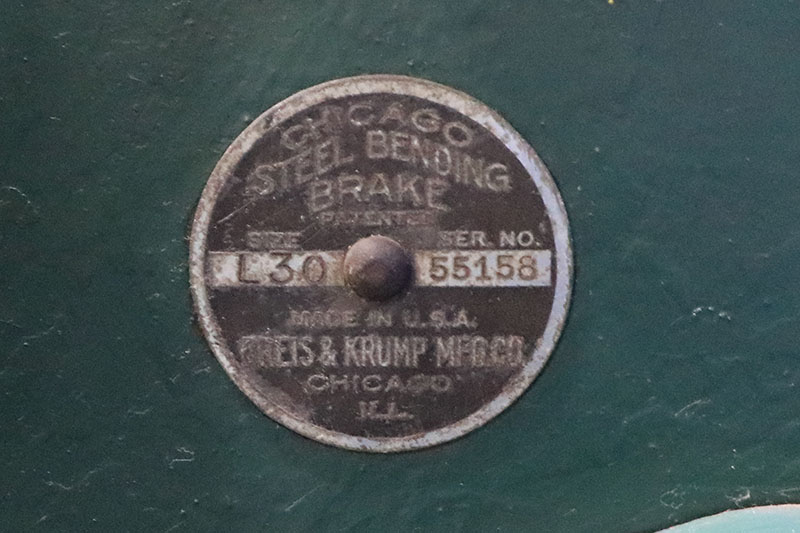 CHICAGO
STEEL BENDING
BRAKE
PATENTED
SIZE SER. NO.
L30 55158
MADE IN U.S.A.
DREIS & KRUMP MFG.CO.
CHICAGO
ILL.